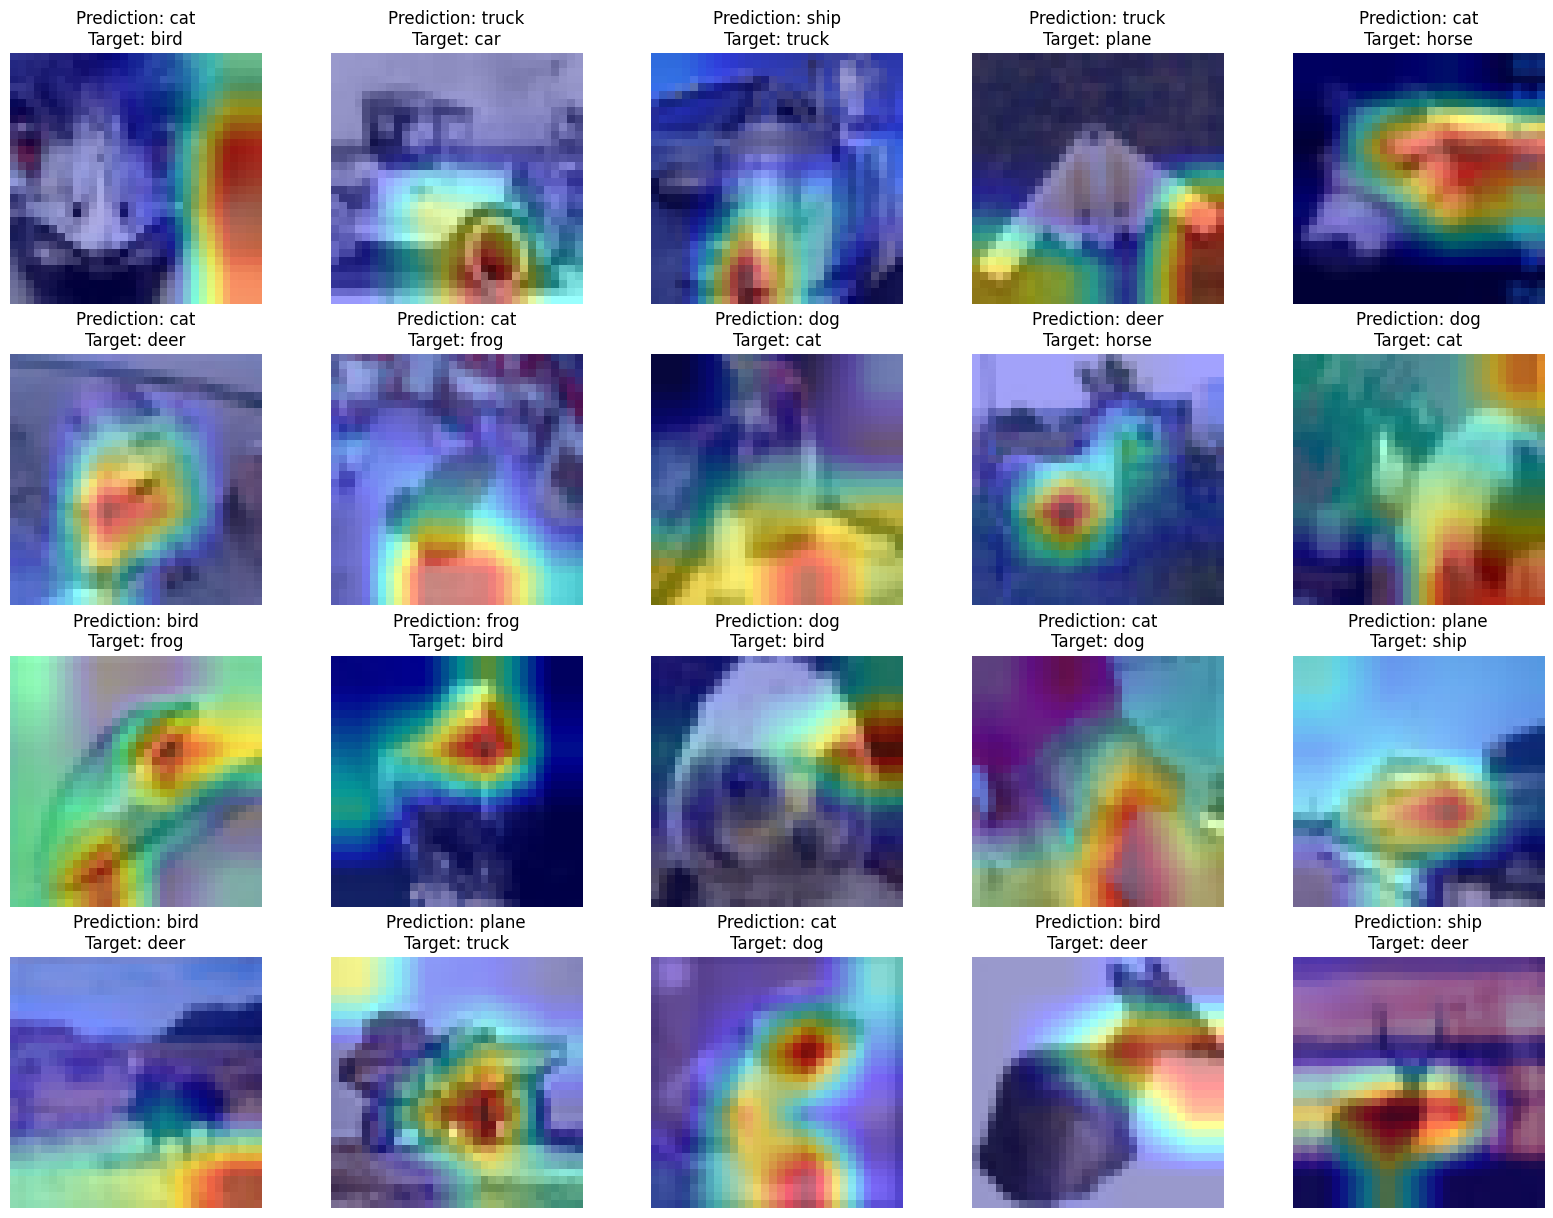 Prediction: cat
Target: bird
Prediction: truck
Target: car
Prediction: ship
Target: truck
Prediction: truck
Target: plane
Prediction: cat
Target: horse
Prediction: cat
Target: deer
Prediction: cat
Target: frog
Prediction: dog
Target: cat
Prediction: deer
Target: horse
Prediction: dog
Target: cat
Prediction: bird
Target: frog
Prediction: frog
Target: bird
Prediction: dog
Target: bird
Prediction: cat
Target: dog
Prediction: plane
Target: ship
Prediction: bird
Target: deer
Prediction: plane
Target: truck
Prediction: cat
Target: dog
Prediction: bird
Target: deer
Prediction: ship
Target: deer